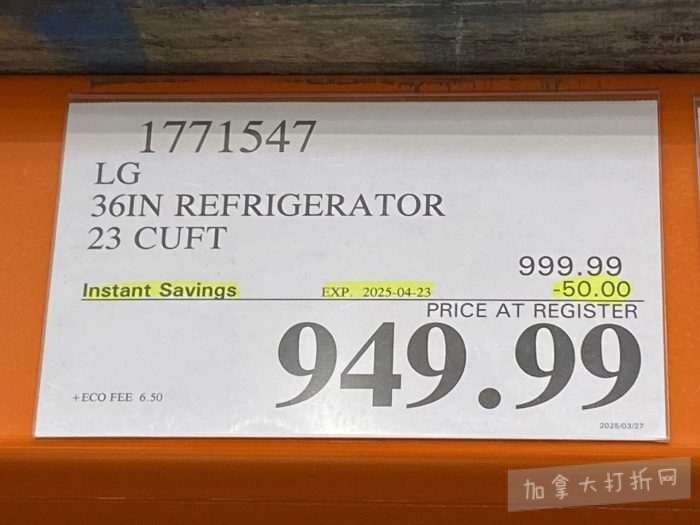 1771547
LG
36IN REFRIGERATOR
23 CUFT
999.99
Instant Savings EXP. 2025-04-23 -50.00
PRICE AT REGISTER
949.99
+ECO FEE 6.50
2025/03/27
加拿大打折网